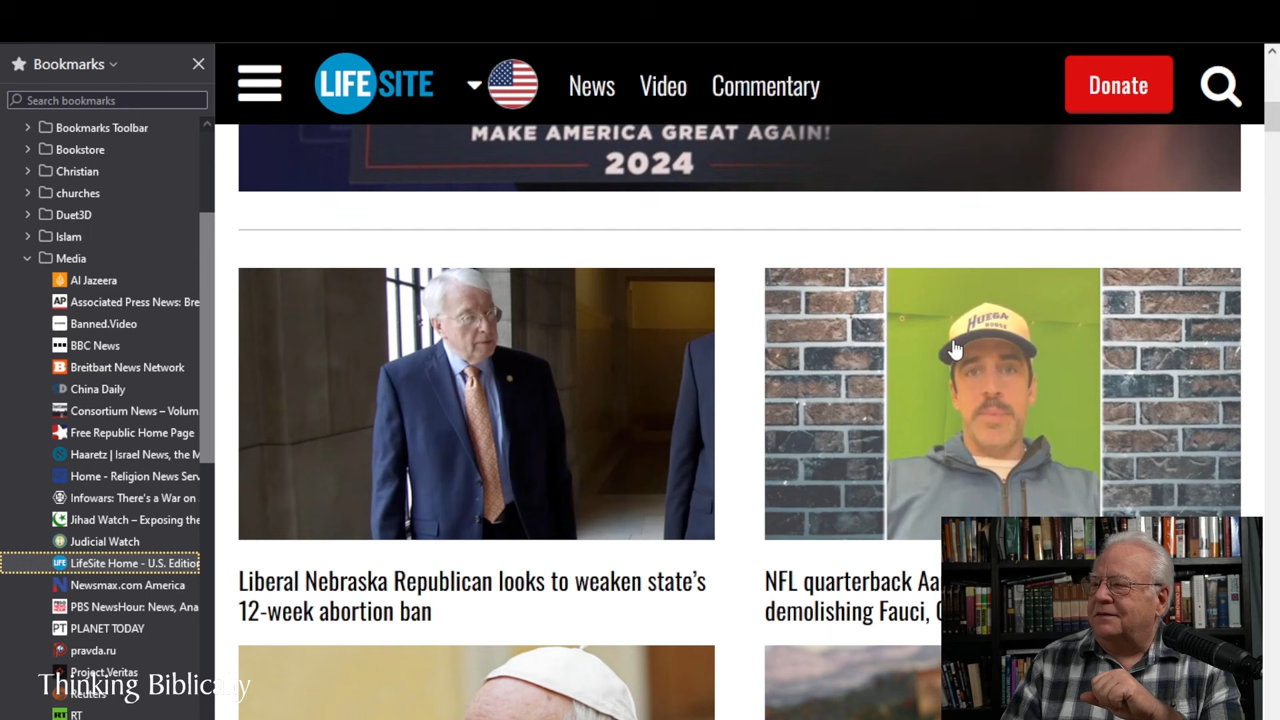 Bookmarks
Search bookmarks
Bookmarks Toolbar
Bookstore
Christian
churches
Duet3D
Islam
Media
Al Jazeera
Associated Press News: Bre
Banned.Video
BBC News
Breitbart News Network
China Daily
Consortium News – Volum
Free Republic Home Page
Haaretz | Israel News, the M
Home - Religion News Serv
Infowars: There's a War on
Jihad Watch – Exposing the
Judicial Watch
LifeSite Home - U.S. Edition
Newsmax.com America
PBS NewsHour: News, Ana
PLANET TODAY
pravda.ru
Project Veritas
Reuters
RT
Thinking Biblically
LIFESITE
News Video Commentary
Donate
MAKE AMERICA GREAT AGAIN!
2024
HUEGA
HOUSE
Liberal Nebraska Republican looks to weaken state’s
12-week abortion ban
NFL quarterback Aa
demolishing Fauci,